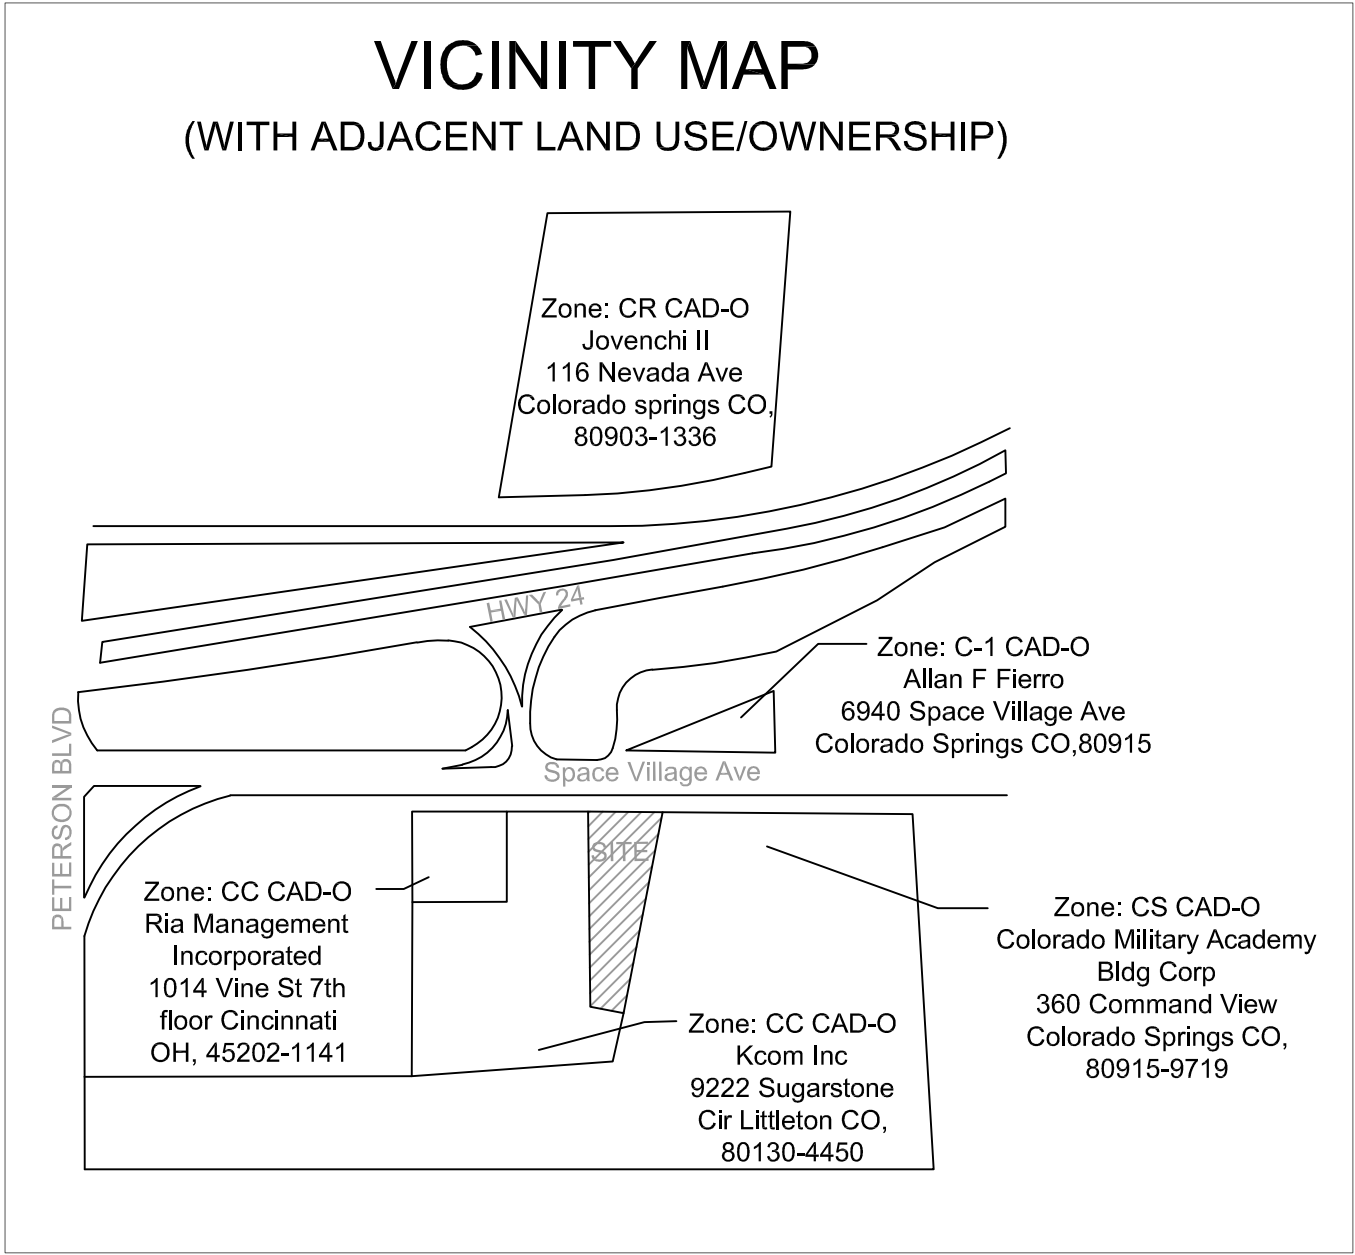 VICINITY MAP
(WITH ADJACENT LAND USE/OWNERSHIP)
Zone: CR CAD-O
Jovenchi II
116 Nevada Ave
Colorado springs CO,
80903-1336
HWY 24
Zone: C-1 CAD-O
Allan F Fierro
6940 Space Village Ave
Colorado Springs CO,80915
PETERSON BLVD
Space Village Ave
SITE
Zone: CC CAD-O
Ria Management
Incorporated
1014 Vine St 7th
floor Cincinnati
OH, 45202-1141
Zone: CS CAD-O
Colorado Military Academy
Bldg Corp
360 Command View
Colorado Springs CO,
80915-9719
Zone: CC CAD-O
Kcom Inc
9222 Sugarstone
Cir Littleton CO,
80130-4450